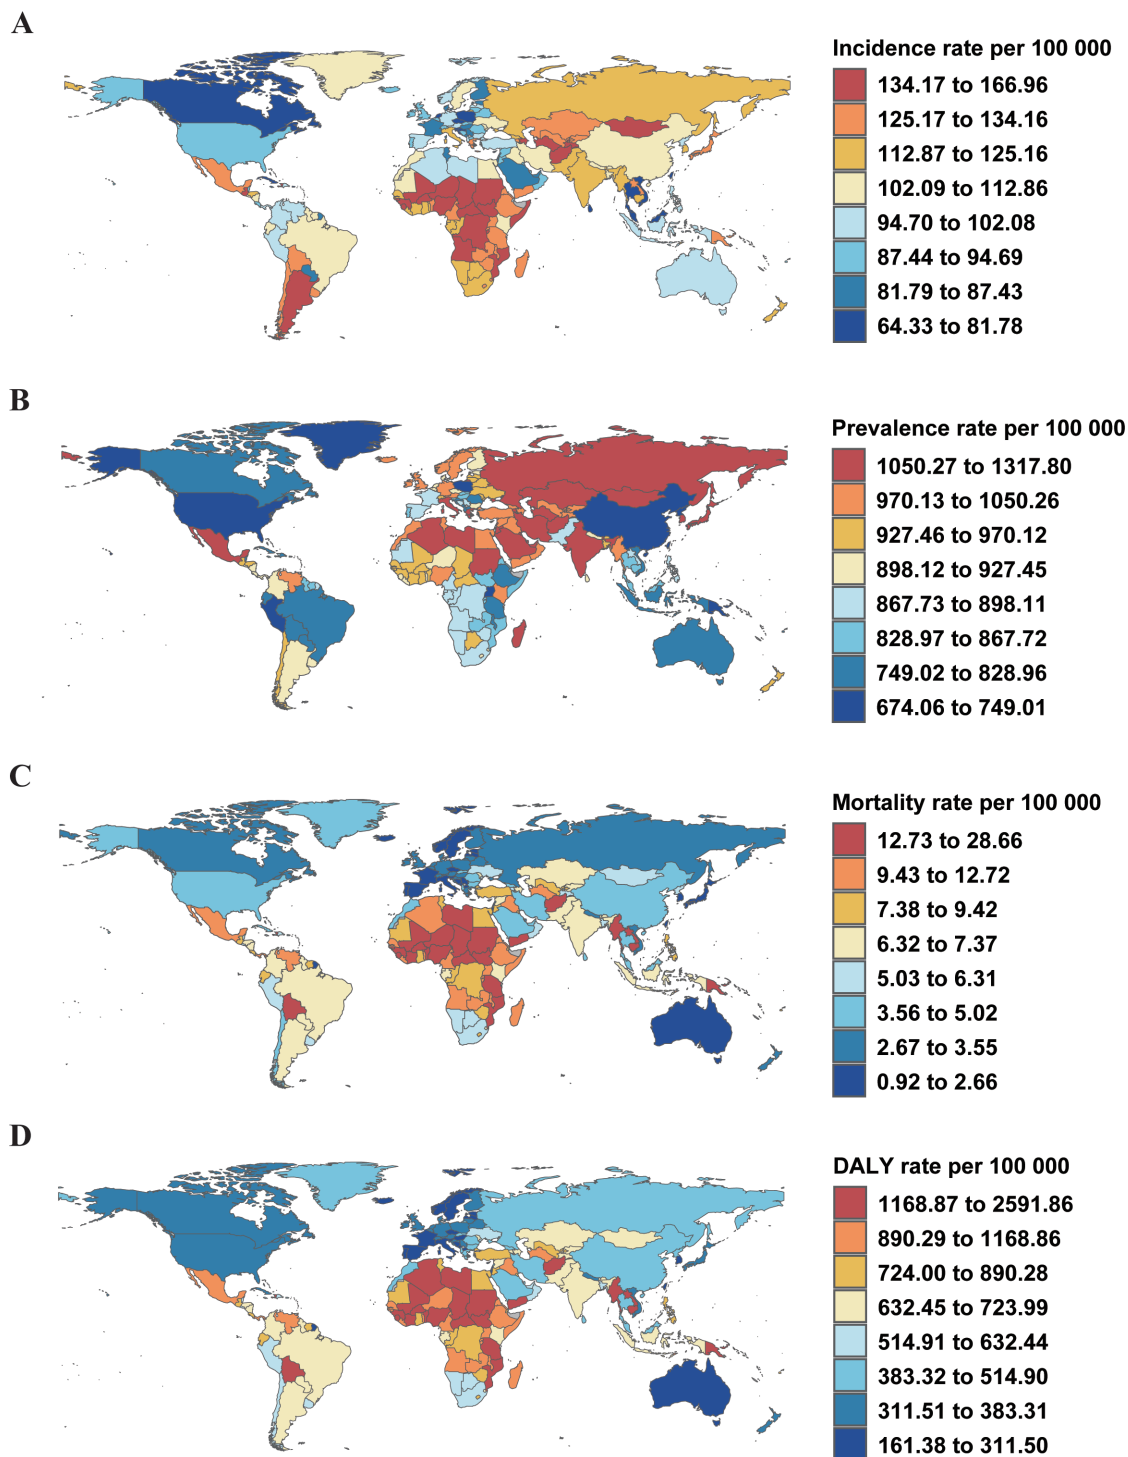 A
Incidence rate per 100 000
134.17 to 166.96
125.17 to 134.16
112.87 to 125.16
102.09 to 112.86
94.70 to 102.08
87.44 to 94.69
81.79 to 87.43
64.33 to 81.78
B
Prevalence rate per 100 000
1050.27 to 1317.80
970.13 to 1050.26
927.46 to 970.12
898.12 to 927.45
867.73 to 898.11
828.97 to 867.72
749.02 to 828.96
674.06 to 749.01
C
Mortality rate per 100 000
12.73 to 28.66
9.43 to 12.72
7.38 to 9.42
6.32 to 7.37
5.03 to 6.31
3.56 to 5.02
2.67 to 3.55
0.92 to 2.66
D
DALY rate per 100 000
1168.87 to 2591.86
890.29 to 1168.86
724.00 to 890.28
632.45 to 723.99
514.91 to 632.44
383.32 to 514.90
311.51 to 383.31
161.38 to 311.50